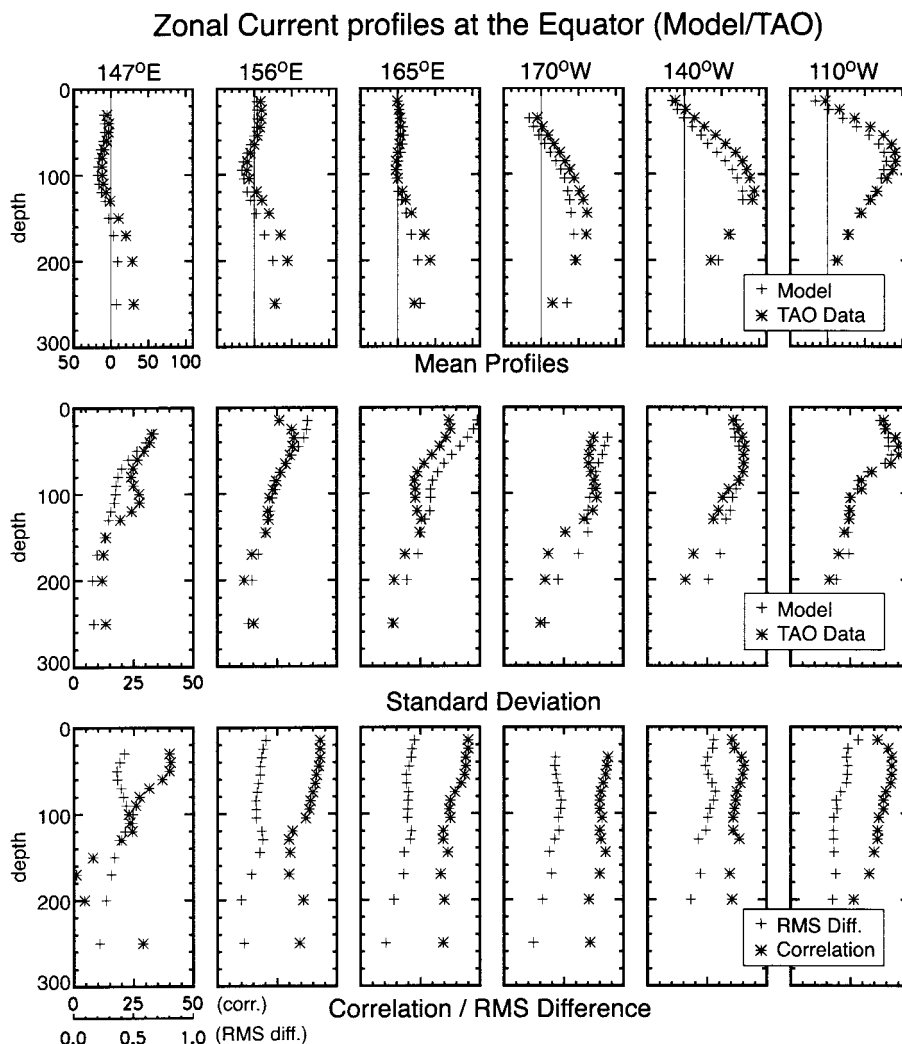 Zonal Current profiles at the Equator (Model/TAO)
147°E 156°E 165°E 170°W 140°W 110°W
0
100
200
300
depth
50 0 50 100
+ Model
* TAO Data
Mean Profiles
0
100
200
300
depth
0 25 50
+ Model
* TAO Data
Standard Deviation
0
100
200
300
depth
+ RMS Diff.
* Correlation
0 25 50 (corr.)
Correlation / RMS Difference
0.0 0.5 1.0 (RMS diff.)